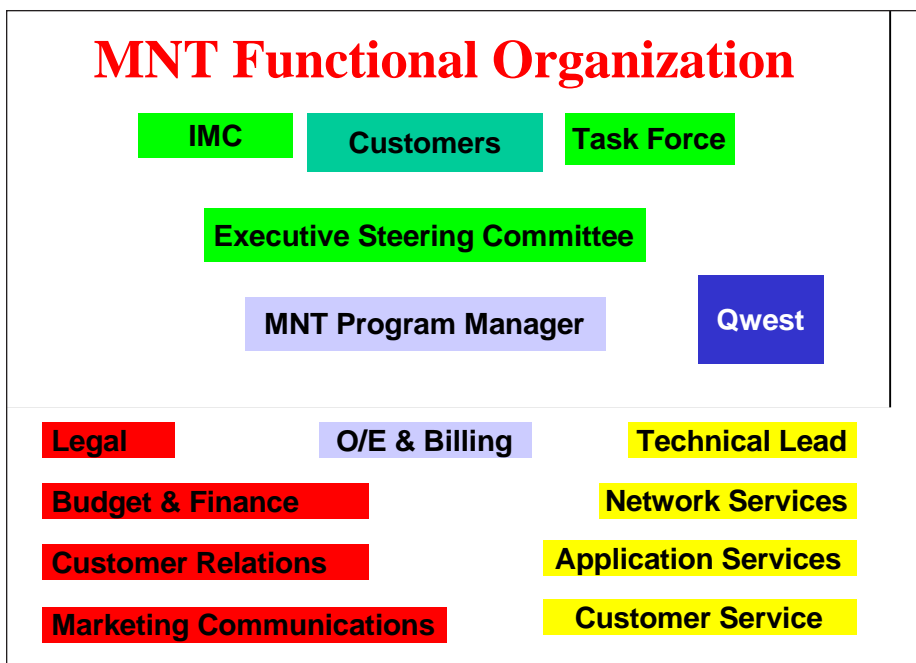 MNT Functional Organization
IMC
Customers
Task Force
Executive Steering Committee
MNT Program Manager
Qwest
Legal
O/E & Billing
Technical Lead
Budget & Finance
Network Services
Customer Relations
Application Services
Marketing Communications
Customer Service